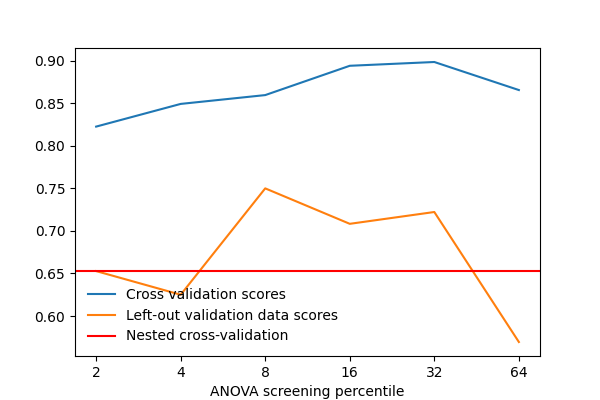 0.90
0.85
0.80
0.75
0.70
0.65
0.60
Cross validation scores
Left-out validation data scores
Nested cross-validation
2 4 8 16 32 64
ANOVA screening percentile